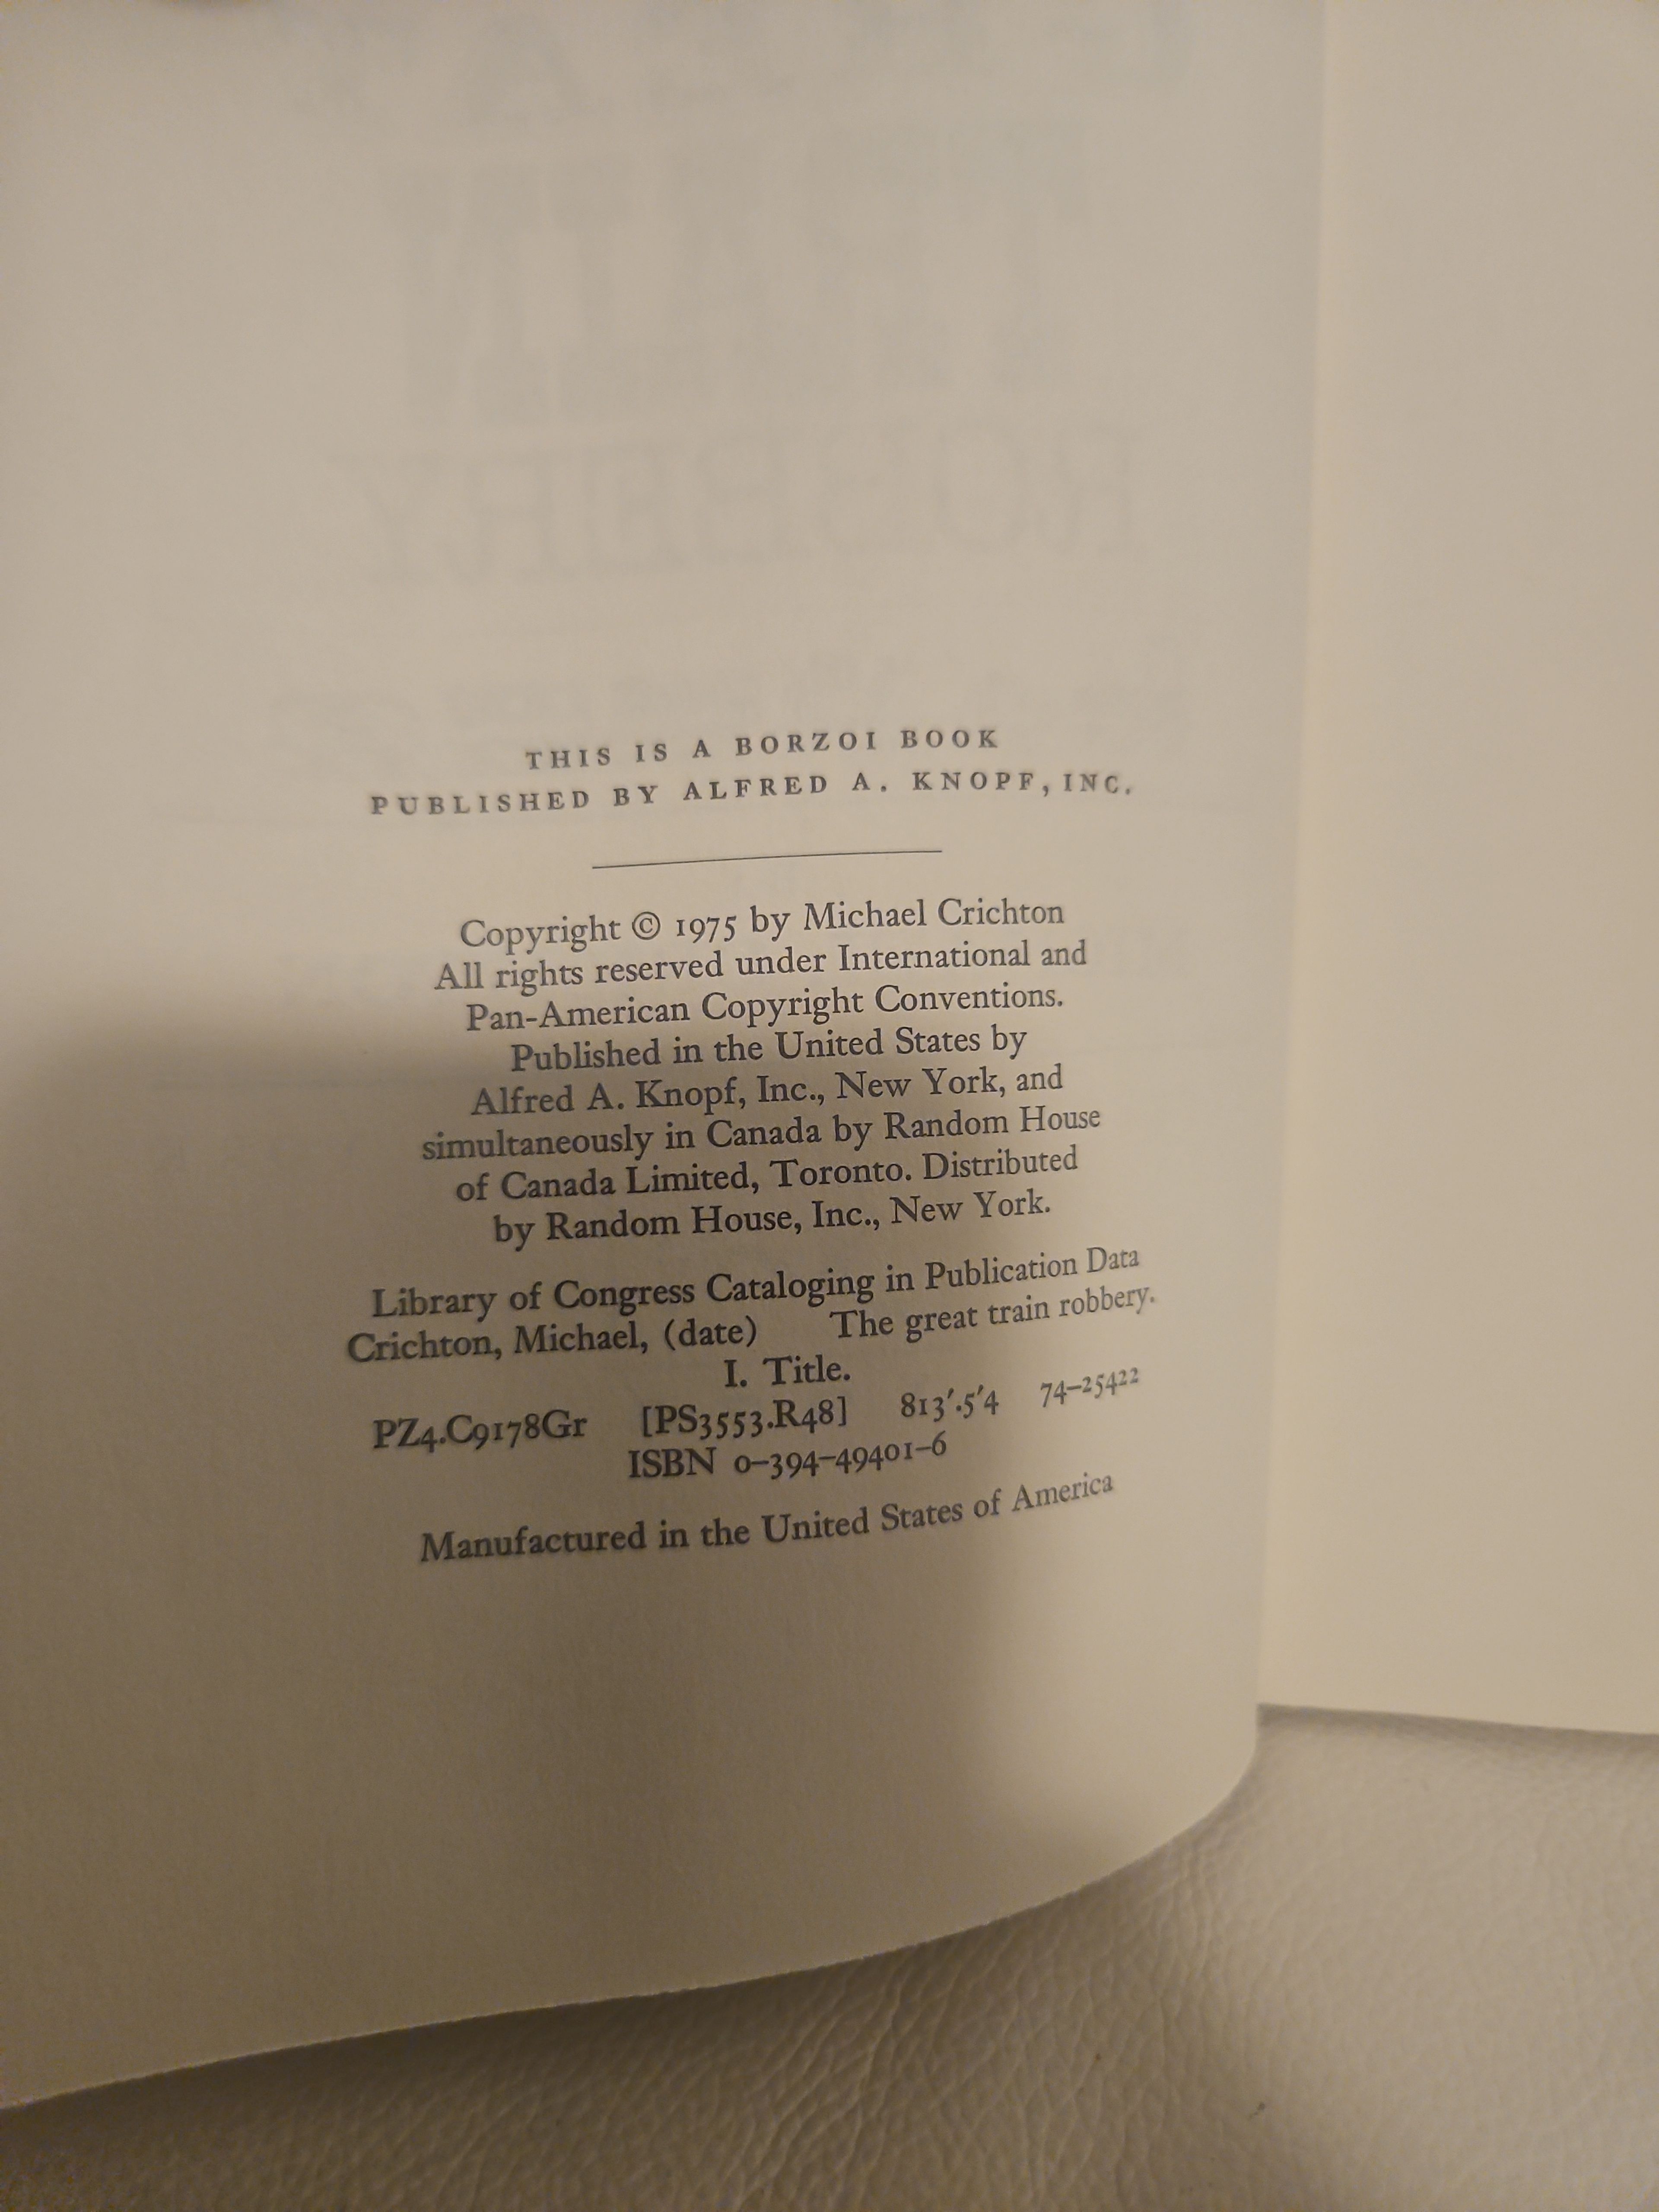 THIS IS A BORZOI BOOK
PUBLISHED BY ALFRED A. KNOPF, INC.
Copyright © 1975 by Michael Crichton
All rights reserved under International and
Pan-American Copyright Conventions.
Published in the United States by
Alfred A. Knopf, Inc., New York, and
simultaneously in Canada by Random House
of Canada Limited, Toronto. Distributed
by Random House, Inc., New York.
Library of Congress Cataloging in Publication Data
Crichton, Michael, (date) The great train robbery.
I. Title.
PZ4.C9178Gr [PS3553.R48] 813'.5'4 74–25422
ISBN 0–394–49401–6
Manufactured in the United States of America